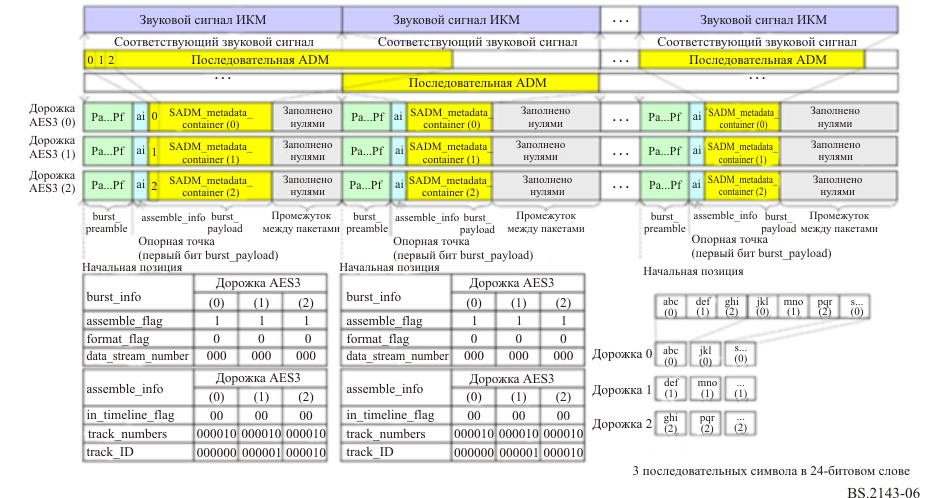 Звуковой сигнал ИКМ Звуковой сигнал ИКМ ... Звуковой сигнал ИКМ
Соответствующий звуковой сигнал Соответствующий звуковой сигнал Соответствующий звуковой сигнал
0 1 2 Последовательная ADM ... Последовательная ADM
... Последовательная ADM ...
Дорожка AES3 (0)
Pa...Pf ai 0 SADM_metadata_container (0) Заполнено нулями Pa...Pf ai SADM_metadata_container (0) Заполнено нулями ... Pa...Pf ai SADM_metadata_container (0) Заполнено нулями
Дорожка AES3 (1)
Pa...Pf ai 1 SADM_metadata_container (1) Заполнено нулями Pa...Pf ai SADM_metadata_container (1) Заполнено нулями ... Pa...Pf ai SADM_metadata_container (1) Заполнено нулями
Дорожка AES3 (2)
Pa...Pf ai 2 SADM_metadata_container (2) Заполнено нулями Pa...Pf ai SADM_metadata_container (2) Заполнено нулями ... Pa...Pf ai SADM_metadata_container (2) Заполнено нулями
burst_preamble assemble_info burst_payload Промежуток между пакетами burst_preamble assemble_info burst_payload Промежуток между пакетами burst_preamble assemble_info burst_payload Промежуток между пакетами
Опорная точка Опорная точка Опорная точка
(первый бит burst_payload) (первый бит burst_payload) (первый бит burst_payload)
Начальная позиция Начальная позиция Начальная позиция
burst_info Дорожка AES3
(0) (1) (2)
assemble_flag 1 1 1
format_flag 0 0 0
data_stream_number 000 000 000
assemble_info Дорожка AES3
(0) (1) (2)
in_timeline_flag 00 00 00
track_numbers 000010 000010 000010
track_ID 000000 000001 000010
burst_info Дорожка AES3
(0) (1) (2)
assemble_flag 1 1 1
format_flag 0 0 0
data_stream_number 000 000 000
assemble_info Дорожка AES3
(0) (1) (2)
in_timeline_flag 00 00 00
track_numbers 000010 000010 000010
track_ID 000000 000001 000010
abc def ghi jkl mno pqr s...
(0) (1) (2) (0) (1) (2) (0)
Дорожка 0 abc jkl s...
(0) (0) (0)
Дорожка 1 def mno ...
(1) (1) (1)
Дорожка 2 ghi pqr ...
(2) (2) (2)
3 последовательных символа в 24-битовом слове
BS.2143-06